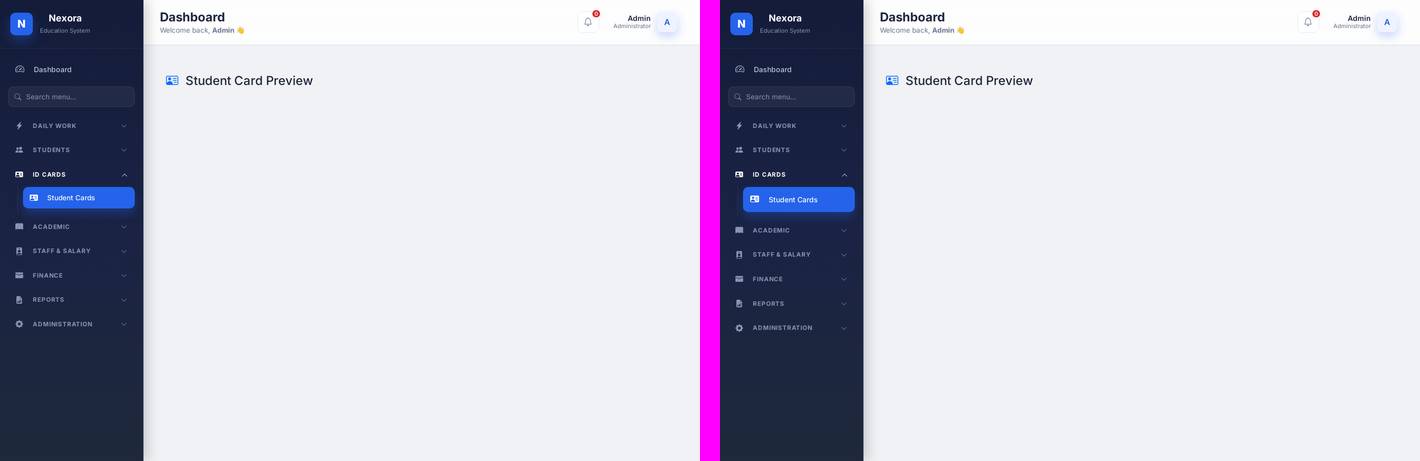 N
Nexora
Education System
Dashboard
Search menu...
DAILY WORK
STUDENTS
ID CARDS
Student Cards
ACADEMIC
STAFF & SALARY
FINANCE
REPORTS
ADMINISTRATION
Dashboard
Welcome back, Admin 👋
0
Admin
Administrator
A
Student Card Preview
N
Nexora
Education System
Dashboard
Search menu...
DAILY WORK
STUDENTS
ID CARDS
Student Cards
ACADEMIC
STAFF & SALARY
FINANCE
REPORTS
ADMINISTRATION
Dashboard
Welcome back, Admin 👋
0
Admin
Administrator
A
Student Card Preview